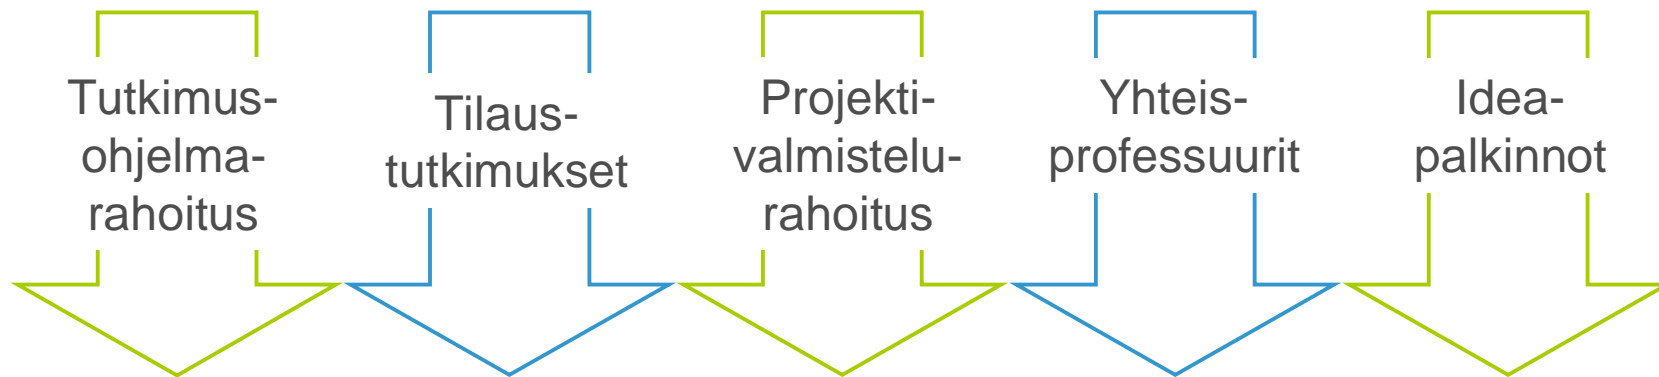 Tutkimus-
ohjelma-
rahoitus
Tilaus-
tutkimukset
Projekti-
valmistelu-
rahoitus
Yhteis-
professuurit
Idea-
palkinnot